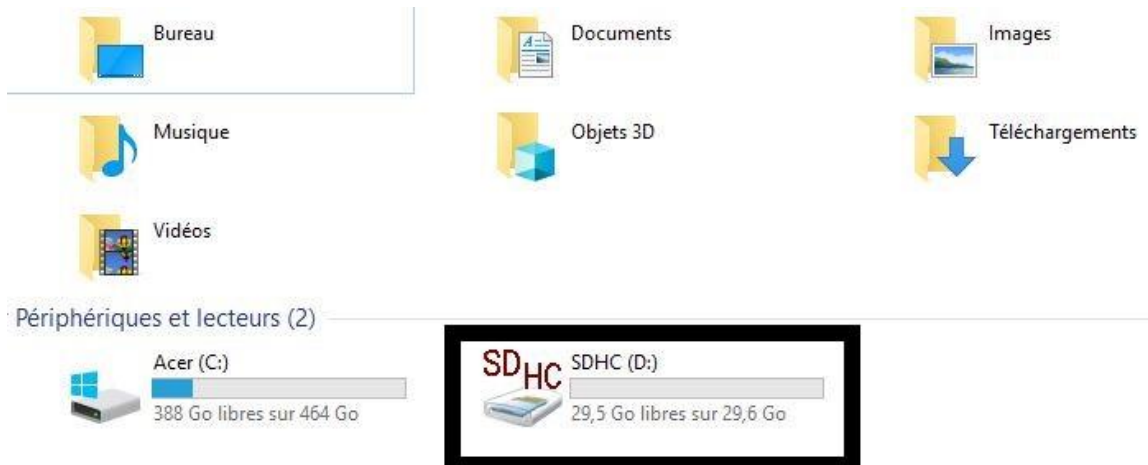 Bureau
Documents
Images
Musique
Objets 3D
Téléchargements
Vidéos
Périphériques et lecteurs (2)
Acer (C:)
388 Go libres sur 464 Go
SDHC
SDHC (D:)
29,5 Go libres sur 29,6 Go